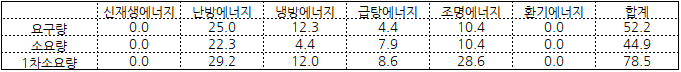 신재생에너지 난방에너지 냉방에너지 급탕에너지 조명에너지 환기에너지 합계
요구량 0.0 25.0 12.3 4.4 10.4 0.0 52.2
소요량 0.0 22.3 4.4 7.9 10.4 0.0 44.9
1차소요량 0.0 29.2 12.0 8.6 28.6 0.0 78.5